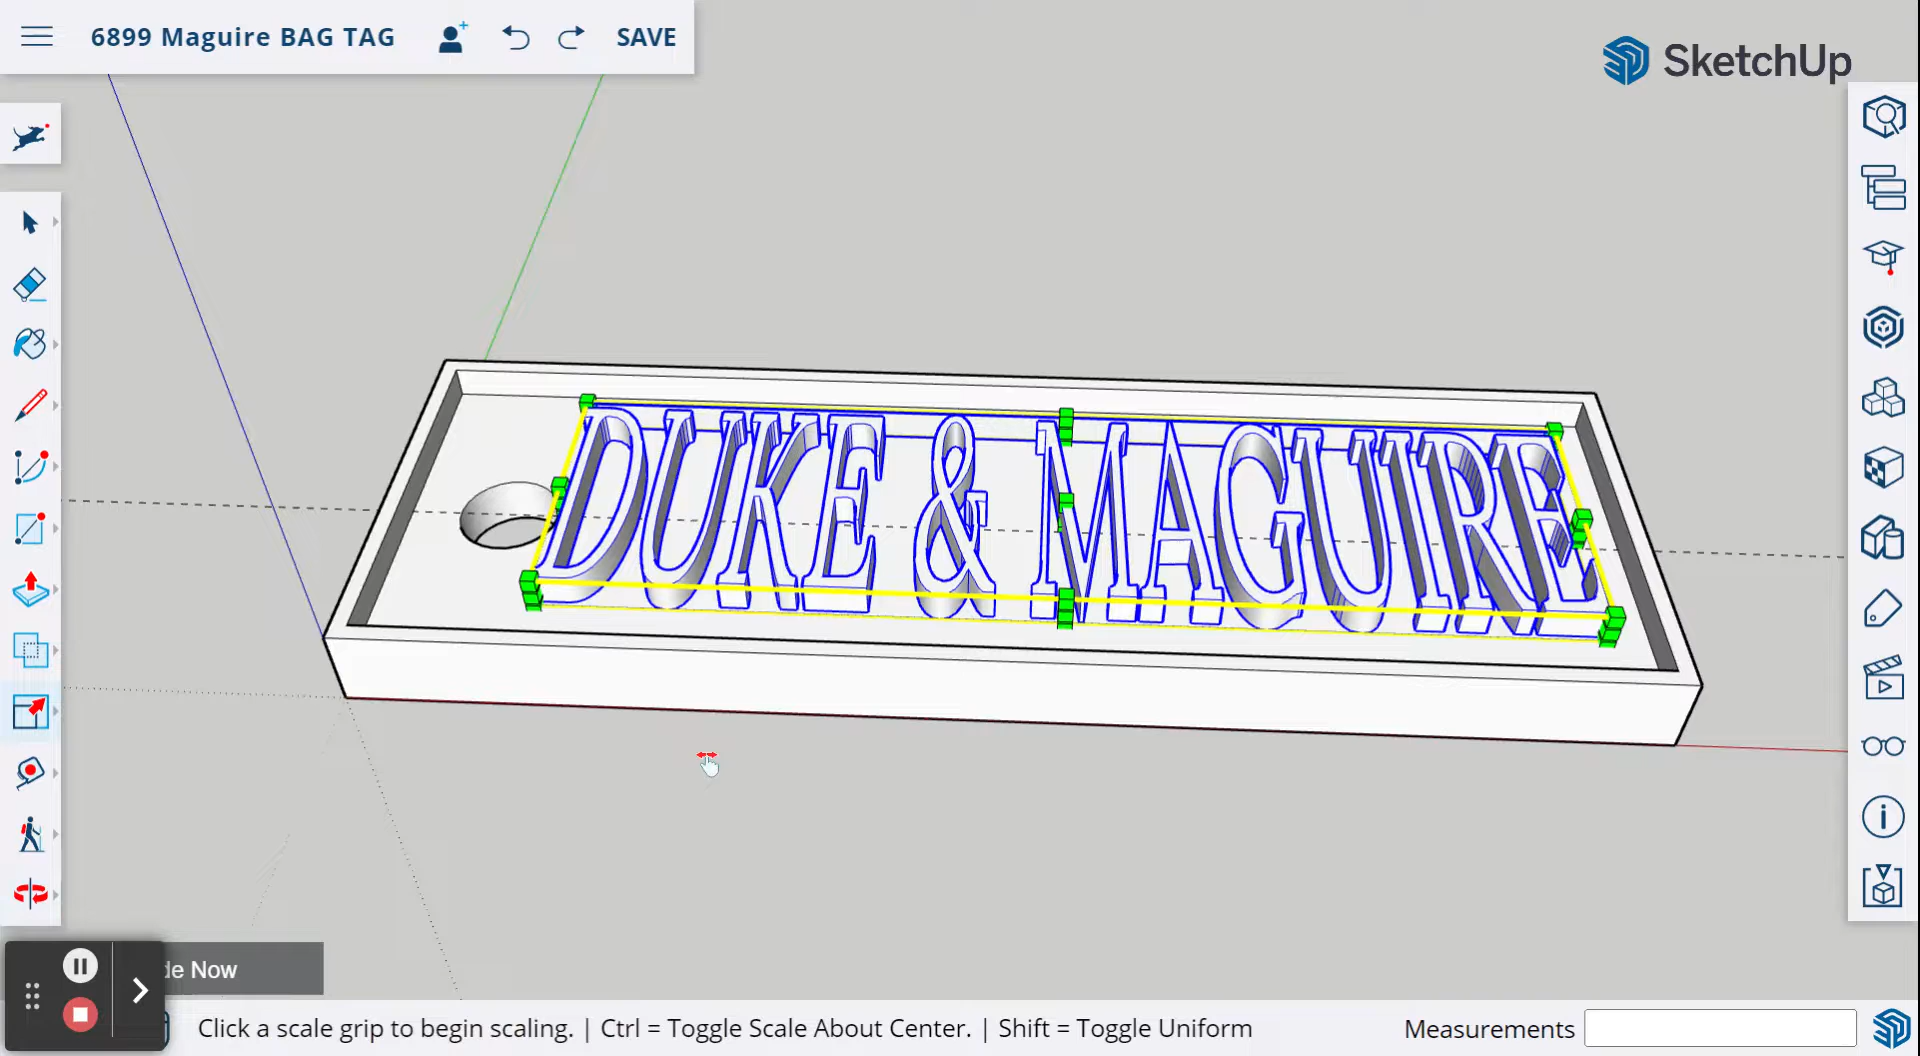 6899 Maguire BAG TAG
SAVE
SketchUp
DUKE & MAGUIRE
de Now
Click a scale grip to begin scaling. | Ctrl = Toggle Scale About Center. | Shift = Toggle Uniform
Measurements